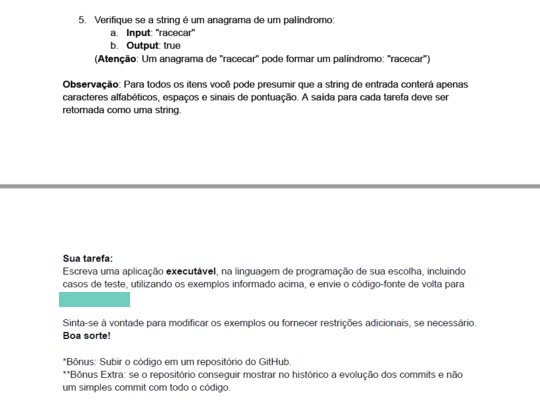 5. Verifique se a string é um anagrama de um palíndromo:
a. Input: "racecar"
b. Output: true
(Atenção: Um anagrama de "racecar" pode formar um palíndromo: "racecar")
Observação: Para todos os itens você pode presumir que a string de entrada conterá apenas
caracteres alfabéticos, espaços e sinais de pontuação. A saída para cada tarefa deve ser
retornada como uma string.
Sua tarefa:
Escreva uma aplicação executável, na linguagem de programação de sua escolha, incluindo
casos de teste, utilizando os exemplos informado acima, e envie o código-fonte de volta para
Sinta-se à vontade para modificar os exemplos ou fornecer restrições adicionais, se necessário.
Boa sorte!
*Bônus: Subir o código em um repositório do GitHub.
**Bônus Extra: se o repositório conseguir mostrar no histórico a evolução dos commits e não
um simples commit com todo o código.